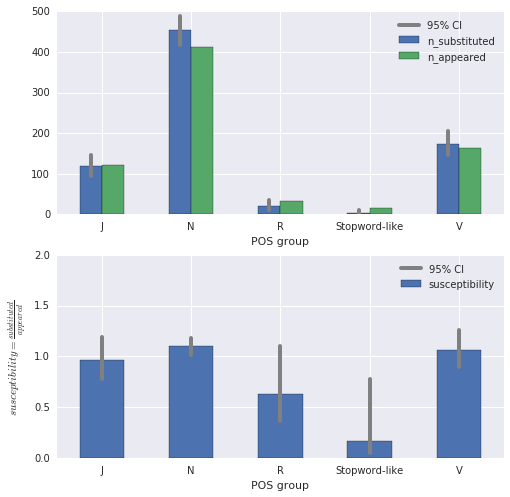 500
400
300
200
100
0
95% CI
n_substituted
n_appeared
J N R Stopword-like V
POS group
2.0
1.5
1.0
0.5
0.0
susceptibility = substituted/appeared
95% CI
susceptibility
J N R Stopword-like V
POS group